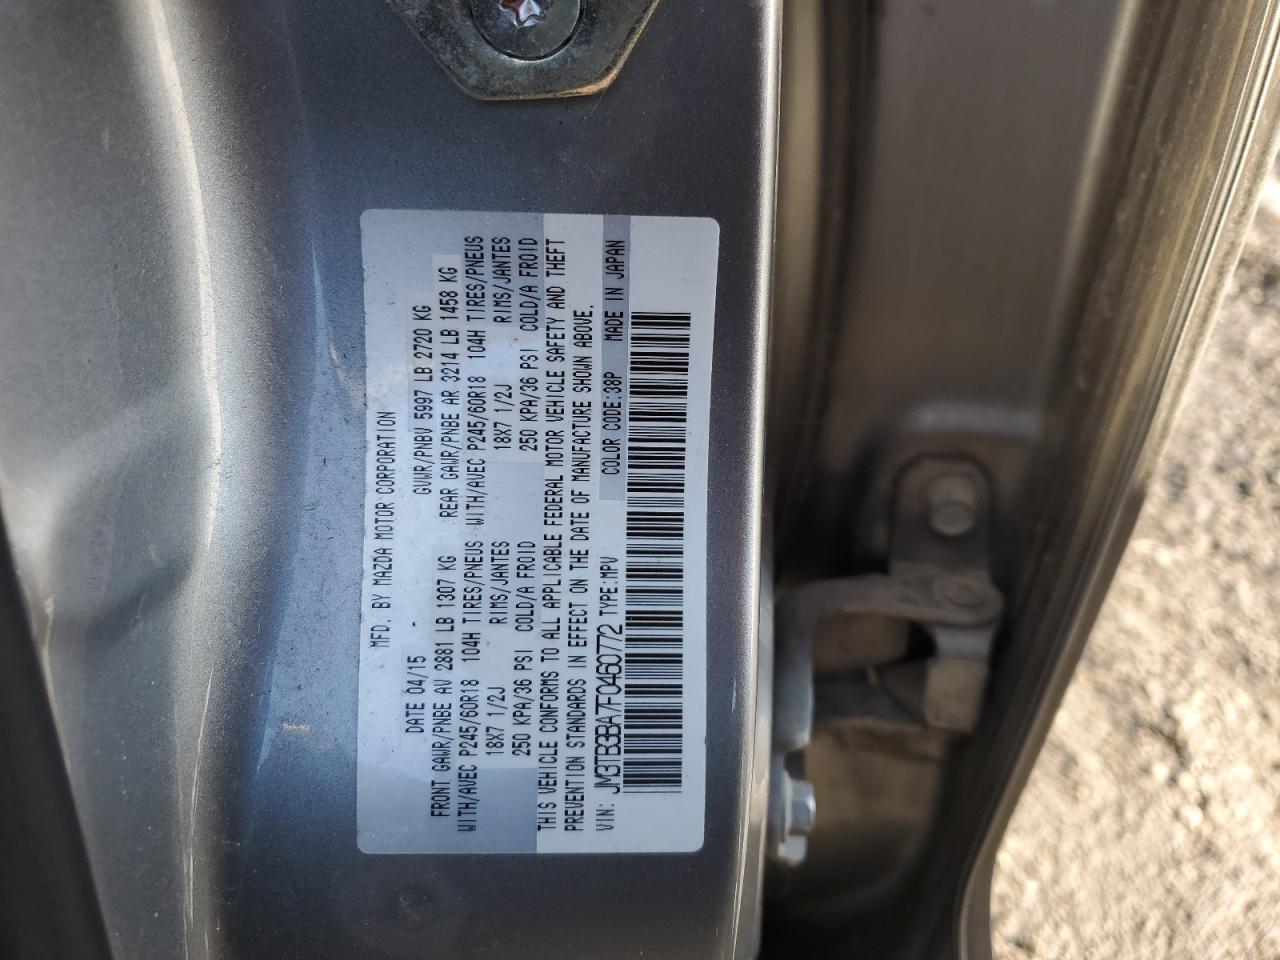 MFD. BY MAZDA MOTOR CORPORATION
DATE 04/15 - GVWR/PNBV 5997 LB 2720 KG
FRONT GAWR/PNBE AV 2881 LB 1307 KG REAR GAWR/PNBE AR 3214 LB 1458 KG
WITH/AVEC P245/60R18 104H TIRES/PNEUS WITH/AVEC P245/60R18 104H TIRES/PNEUS
18X7 1/2J RIMS/JANTES 18X7 1/2J RIMS/JANTES
250 KPA/36 PSI COLD/A FROID 250 KPA/36 PSI COLD/A FROID
THIS VEHICLE CONFORMS TO ALL APPLICABLE FEDERAL MOTOR VEHICLE SAFETY AND THEFT
PREVENTION STANDARDS IN EFFECT ON THE DATE OF MANUFACTURE SHOWN ABOVE.
VIN: JM3TB3BA7F0460772 TYPE:MPV COLOR CODE:38P MADE IN JAPAN